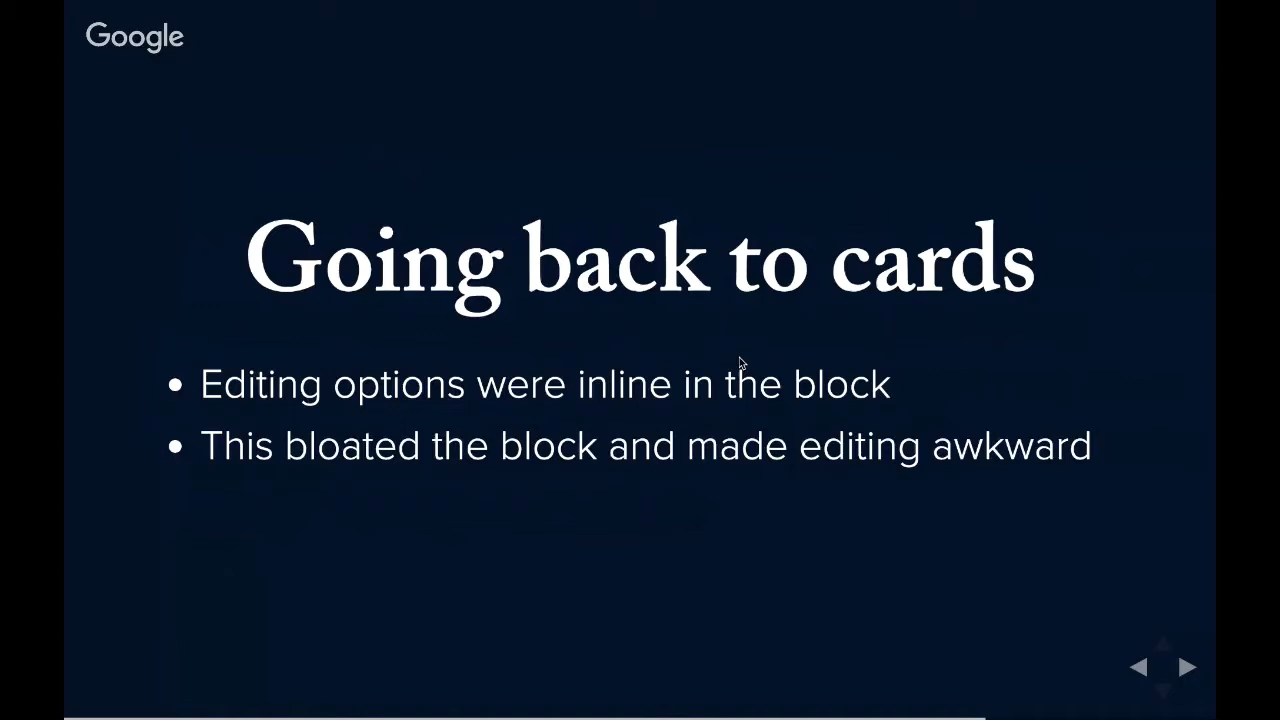 Google
Going back to cards
• Editing options were inline in the block
• This bloated the block and made editing awkward